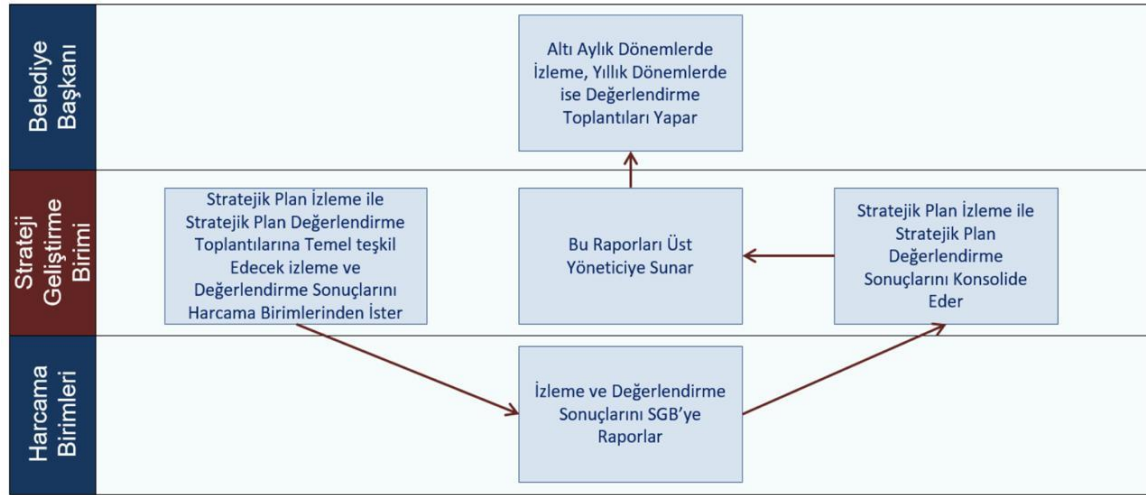 Belediye
Başkanı
Altı Aylık Dönemlerde
İzleme, Yıllık Dönemlerde
ise Değerlendirme
Toplantıları Yapar
Strateji
Geliştirme
Birimi
Stratejik Plan İzleme ile
Stratejik Plan Değerlendirme
Toplantılarına Temel teşkil
Edecek izleme ve
Değerlendirme Sonuçlarını
Harcama Birimlerinden İster
Bu Raporları Üst
Yöneticiye Sunar
Stratejik Plan İzleme ile
Stratejik Plan
Değerlendirme
Sonuçlarını Konsolide
Eder
Harcama
Birimleri
İzleme ve Değerlendirme
Sonuçlarını SGB’ye
Raporlar